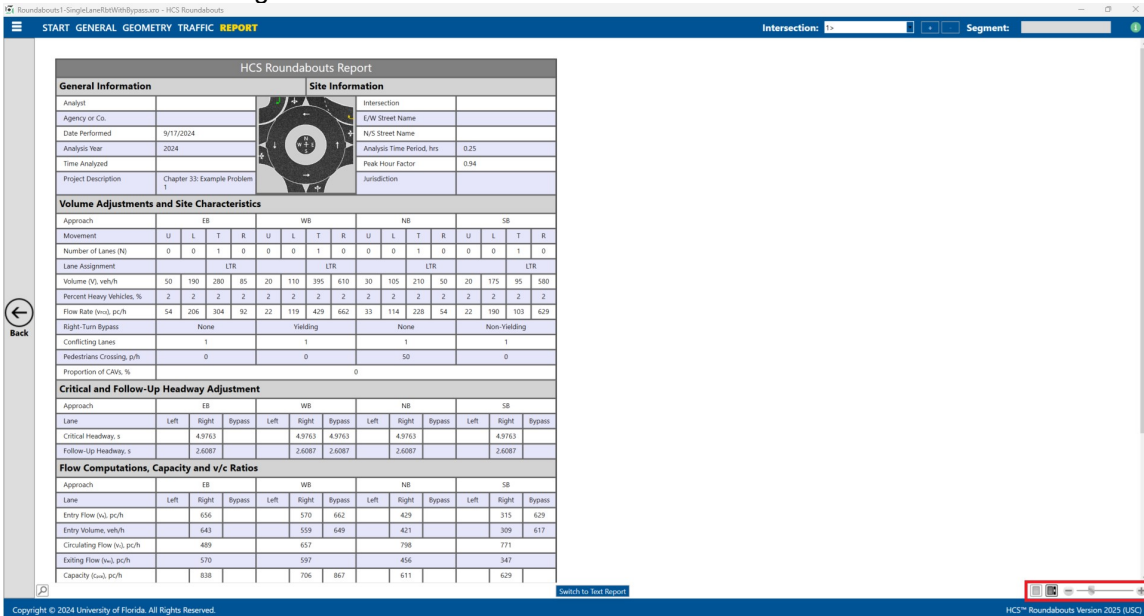 Roundabouts1-SingleLaneRbtWithBypass.xro - HCS Roundabouts
START GENERAL GEOMETRY TRAFFIC REPORT Intersection: 1> + - Segment:
HCS Roundabouts Report
General Information Site Information
Analyst Intersection
Agency or Co. E/W Street Name
Date Performed 9/17/2024 N/S Street Name
Analysis Year 2024 Analysis Time Period, hrs 0.25
Time Analyzed Peak Hour Factor 0.94
Project Description Chapter 33: Example Problem 1 Jurisdiction
N
W E
S
Volume Adjustments and Site Characteristics
Approach EB WB NB SB
Movement U L T R U L T R U L T R U L T R
Number of Lanes (N) 0 0 1 0 0 0 1 0 0 0 1 0 0 0 1 0
Lane Assignment LTR LTR LTR LTR
Volume (V), veh/h 50 190 280 85 20 110 395 610 30 105 210 50 20 175 95 580
Percent Heavy Vehicles, % 2 2 2 2 2 2 2 2 2 2 2 2 2 2 2 2
Flow Rate (vPCE), pc/h 54 206 304 92 22 119 429 662 33 114 228 54 22 190 103 629
Right-Turn Bypass None Yielding None Non-Yielding
Conflicting Lanes 1 1 1 1
Pedestrians Crossing, p/h 0 0 50 0
Proportion of CAVs, % 0
Critical and Follow-Up Headway Adjustment
Approach EB WB NB SB
Lane Left Right Bypass Left Right Bypass Left Right Bypass Left Right Bypass
Critical Headway, s 4.9763 4.9763 4.9763 4.9763 4.9763
Follow-Up Headway, s 2.6087 2.6087 2.6087 2.6087 2.6087
Flow Computations, Capacity and v/c Ratios
Approach EB WB NB SB
Lane Left Right Bypass Left Right Bypass Left Right Bypass Left Right Bypass
Entry Flow (ve), pc/h 656 570 662 429 315 629
Entry Volume, veh/h 643 559 649 421 309 617
Circulating Flow (vc), pc/h 489 657 798 771
Exiting Flow (vex), pc/h 570 597 456 347
Capacity (cpce), pc/h 838 706 867 611 629
Back
Switch to Text Report
Copyright © 2024 University of Florida. All Rights Reserved. HCS™ Roundabouts Version 2025 (USC)